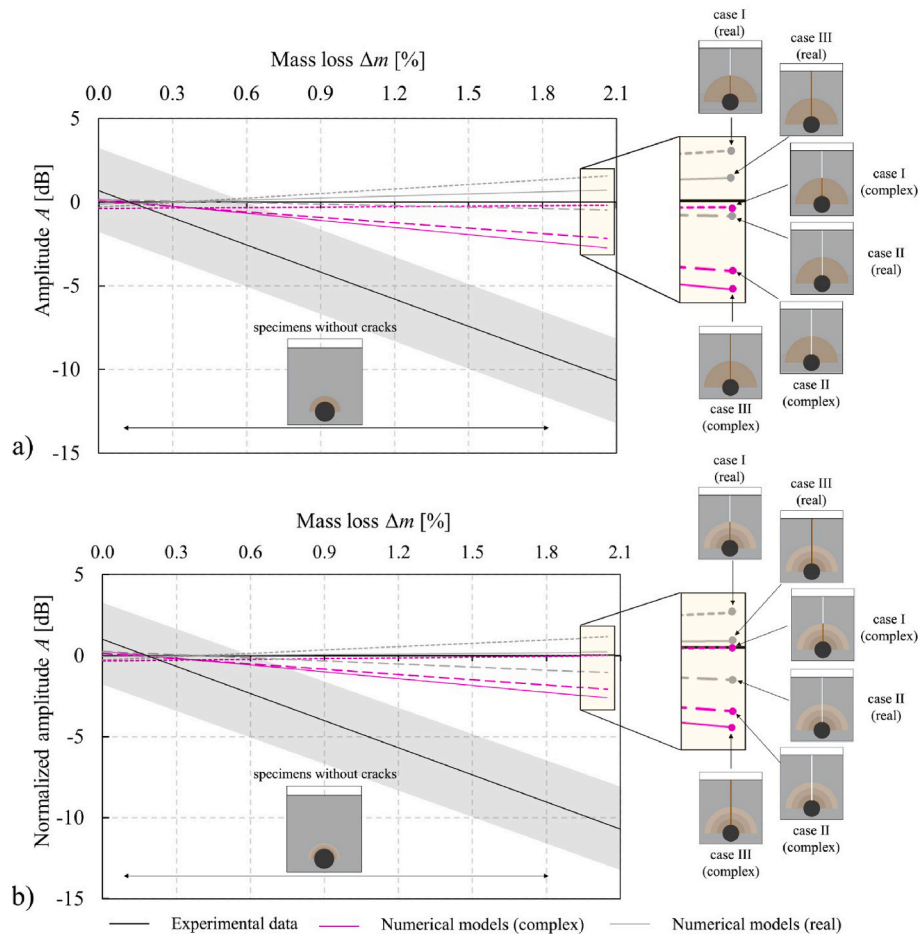 Mass loss Δm [%]
0.0 0.3 0.6 0.9 1.2 1.5 1.8 2.1
Amplitude A [dB]
5
0
-5
-10
-15
specimens without cracks
a)
case I
(real)
case III
(real)
case I
(complex)
case II
(real)
case II
(complex)
case III
(complex)
Mass loss Δm [%]
0.0 0.3 0.6 0.9 1.2 1.5 1.8 2.1
Normalized amplitude A [dB]
5
0
-5
-10
-15
specimens without cracks
b)
case I
(real)
case III
(real)
case I
(complex)
case II
(real)
case II
(complex)
case III
(complex)
Experimental data Numerical models (complex) Numerical models (real)